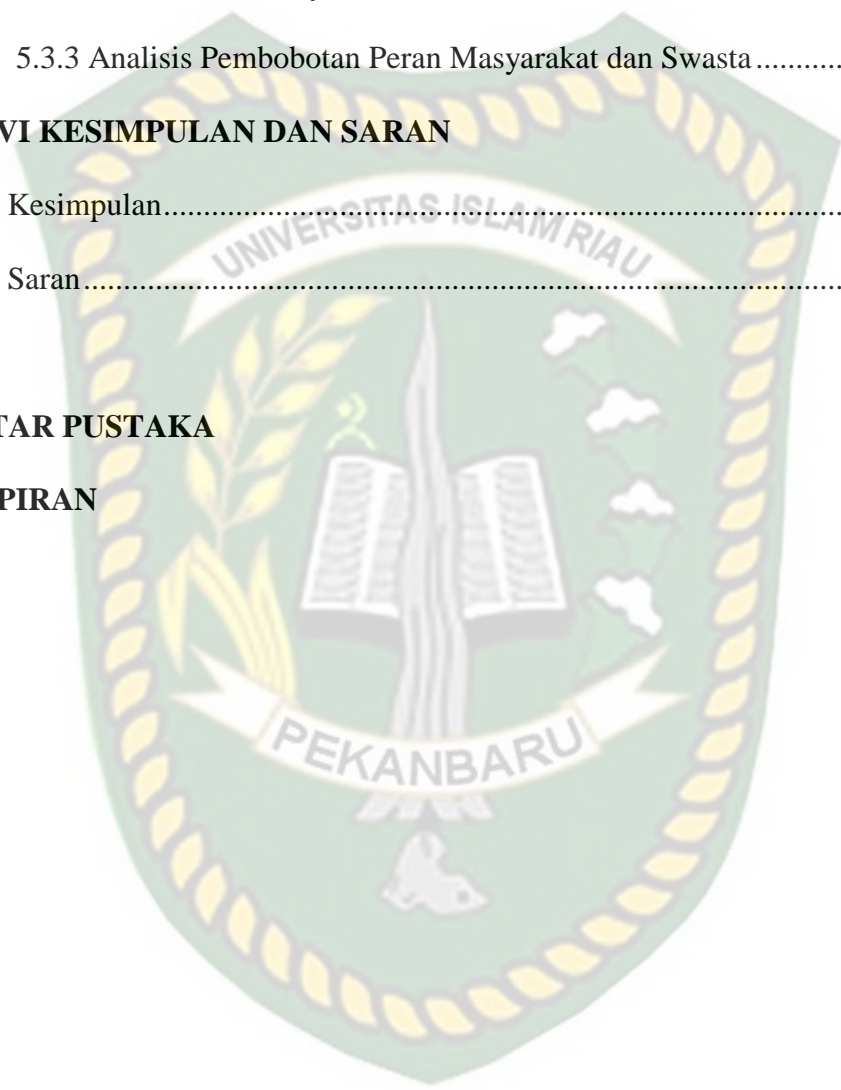 5.3.3 Analisis Pembobotan Peran Masyarakat dan Swasta...........
VI KESIMPULAN DAN SARAN
Kesimpulan.....................................................................................
UNIVERSITAS ISLAM RIAU
Saran...............................................................................................
TAR PUSTAKA
PIRAN
PEKANBARU